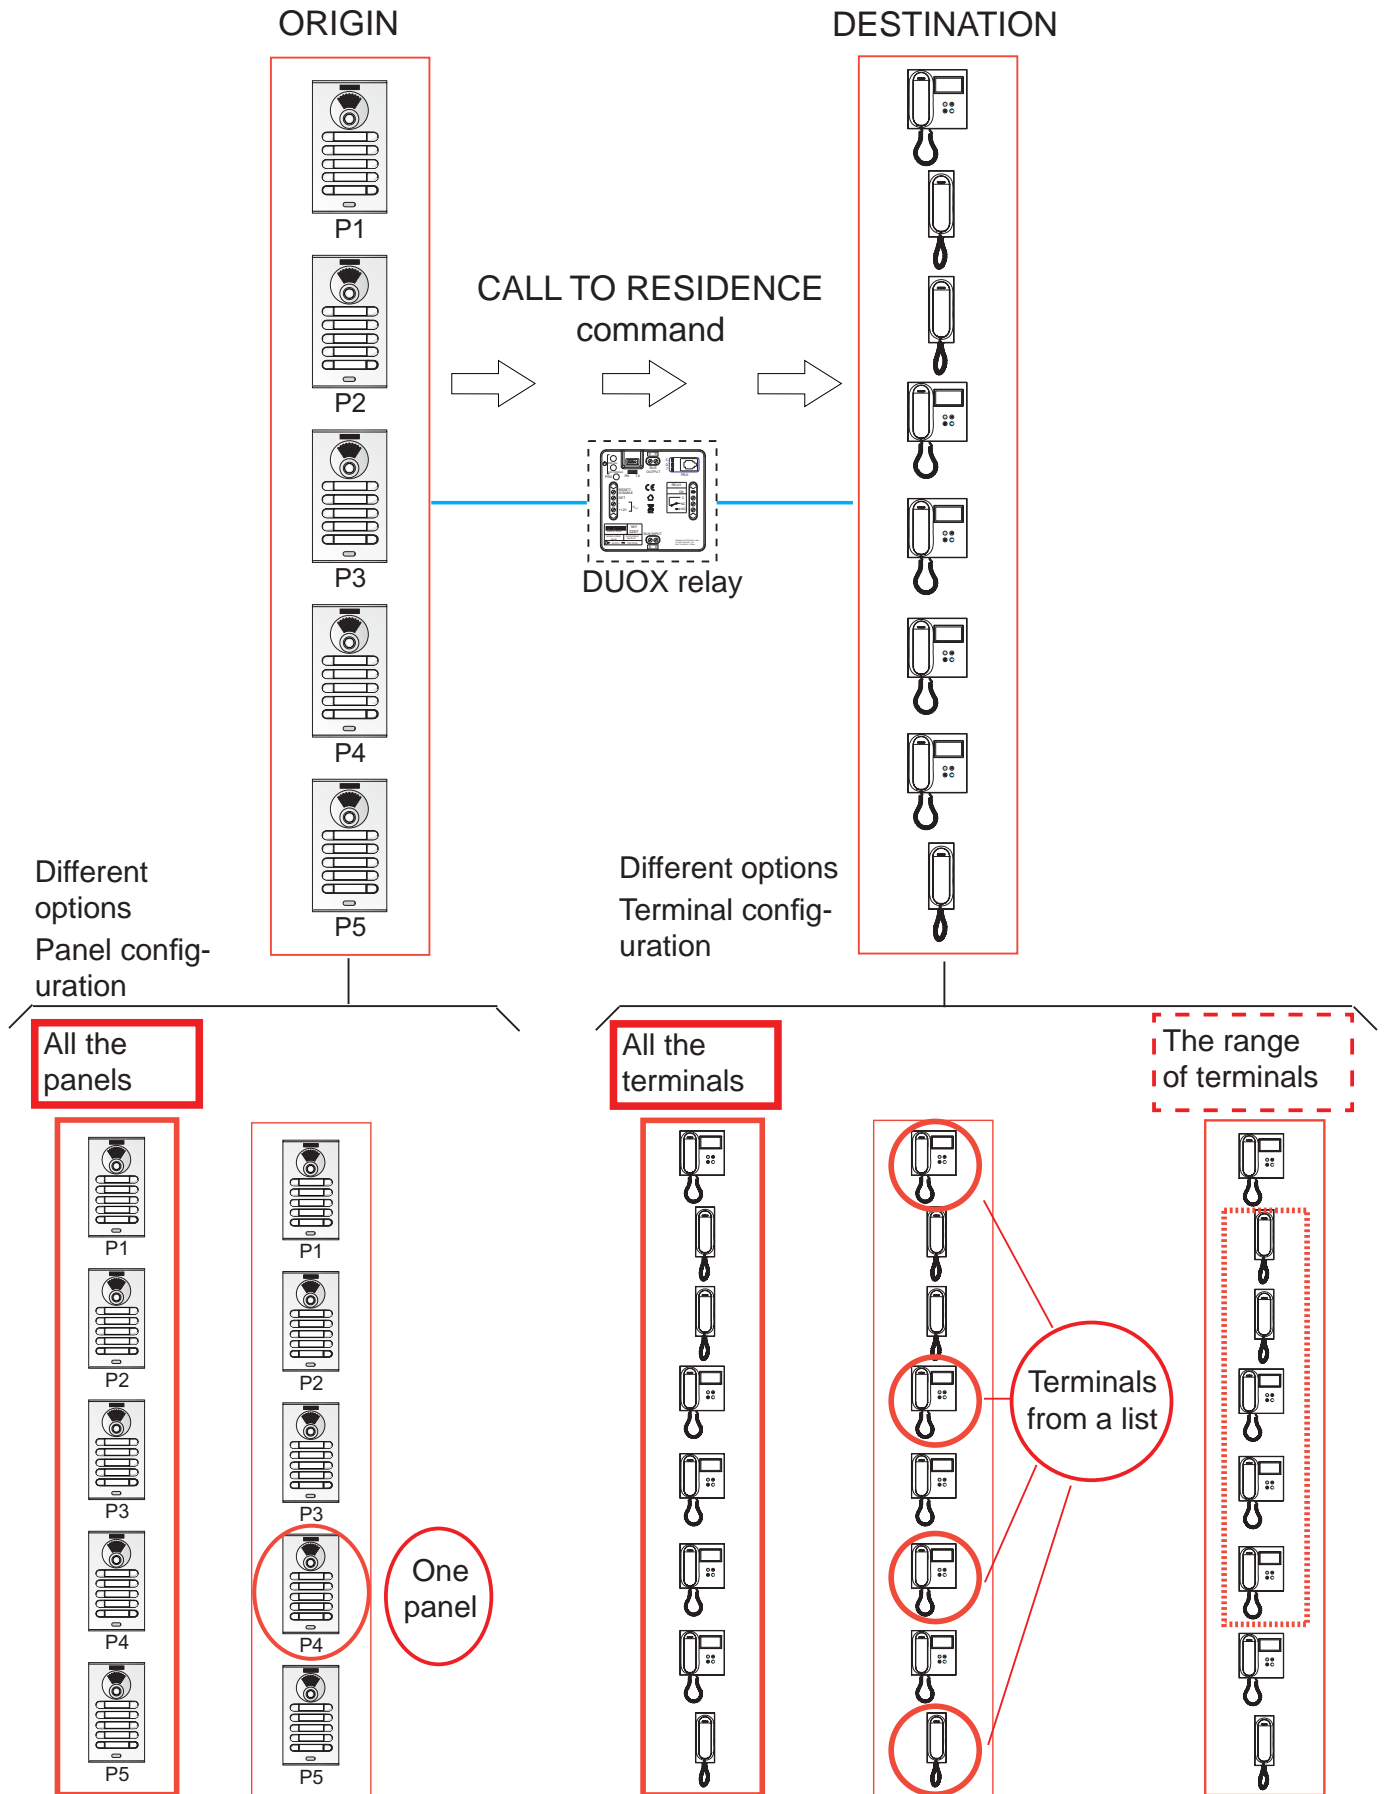 ORIGIN
DESTINATION
P1
P2
P3
P4
P5
CALL TO RESIDENCE
command
DUOX relay
Different
options
Panel config-
uration
Different options
Terminal config-
uration
All the
panels
P1
P2
P3
P4
P5
P1
P2
P3
P4
P5
One
panel
All the
terminals
Terminals
from a list
The range
of terminals